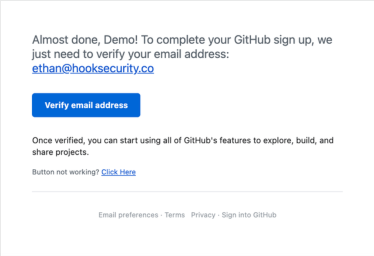 Almost done, Demo! To complete your GitHub sign up, we
just need to verify your email address:
ethan@hooksecurity.co
Verify email address
Once verified, you can start using all of GitHub's features to explore, build, and
share projects.
Button not working? Click Here
Email preferences · Terms Privacy · Sign into GitHub